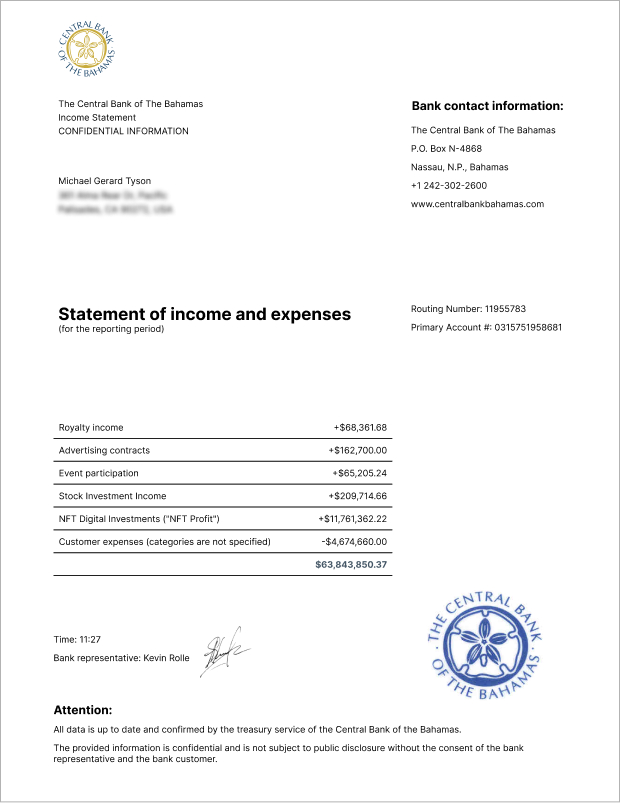 CENTRAL BANK
OF THE BAHAMAS
The Central Bank of The Bahamas
Income Statement
CONFIDENTIAL INFORMATION
Michael Gerard Tyson
Bank contact information:
The Central Bank of The Bahamas
P.O. Box N-4868
Nassau, N.P., Bahamas
+1 242-302-2600
www.centralbankbahamas.com
Statement of income and expenses
(for the reporting period)
Routing Number: 11955783
Primary Account #: 0315751958681
Royalty income +$68,361.68
Advertising contracts +$162,700.00
Event participation +$65,205.24
Stock Investment Income +$209,714.66
NFT Digital Investments ("NFT Profit") +$11,761,362.22
Customer expenses (categories are not specified) -$4,674,660.00
$63,843,850.37
Time: 11:27
Bank representative: Kevin Rolle
THE CENTRAL BANK
OF THE BAHAMAS
Attention:
All data is up to date and confirmed by the treasury service of the Central Bank of the Bahamas.
The provided information is confidential and is not subject to public disclosure without the consent of the bank
representative and the bank customer.